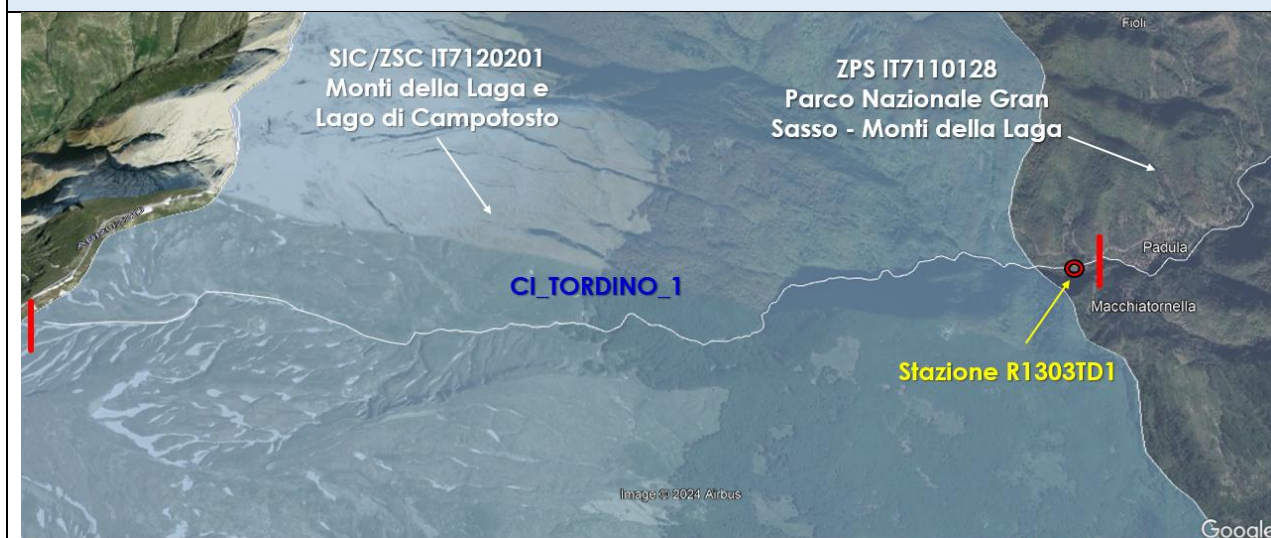 Fioli
SIC/ZSC IT7120201
Monti della Laga e
Lago di Campotosto
ZPS IT7110128
Parco Nazionale Gran
Sasso - Monti della Laga
Padula
CI_TORDINO_1
Macchiatornella
Stazione R1303TD1
Image © 2024 Airbus
Google